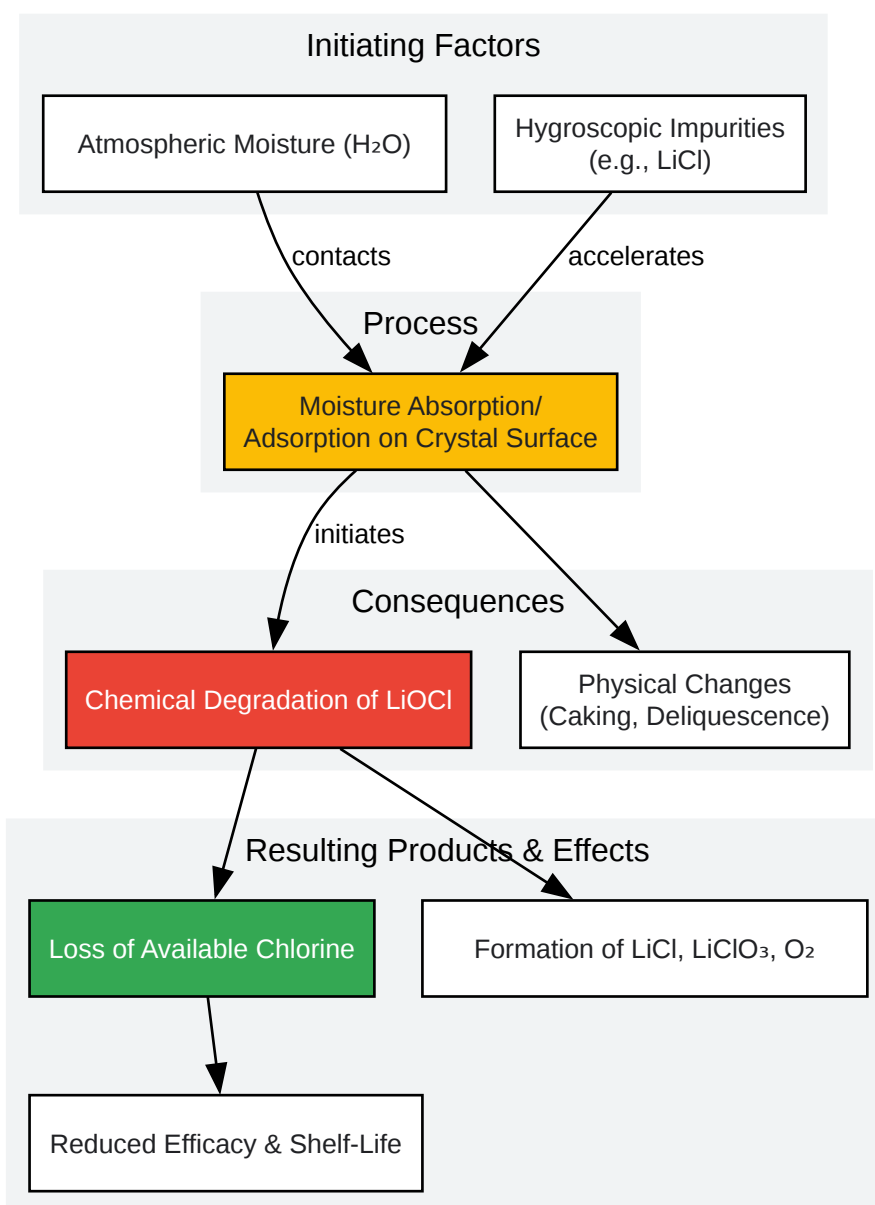 Initiating Factors
Atmospheric Moisture (H₂O)
Hygroscopic Impurities
(e.g., LiCl)
contacts
accelerates
Process
Moisture Absorption/
Adsorption on Crystal Surface
initiates
Consequences
Chemical Degradation of LiOCl
Physical Changes
(Caking, Deliquescence)
Resulting Products & Effects
Loss of Available Chlorine
Formation of LiCl, LiClO₃, O₂
Reduced Efficacy & Shelf-Life